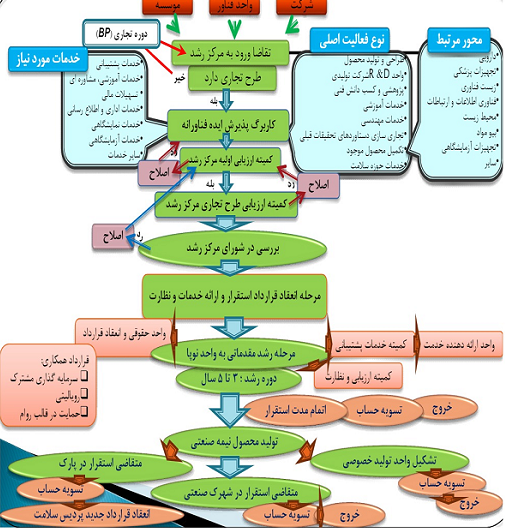 شرکت
واحد فناور
موسسه
تقاضا ورود به مرکز رشد
دوره تجاری (BP)
طرح تجاری دارد
خیر
بله
محور مرتبط
دارویی
تجهیزات پزشکی
زیست فناوری
فناوری اطلاعات و ارتباطات
محیط زیست
بیو مواد
تجهیزات آزمایشگاهی
سایر
نوع فعالیت اصلی
طراحی و تولید محصول
واحد R&D شرکت تولیدی
پژوهشی و کسب دانش فنی
خدمات آموزشی
خدمات مهندسی
تجاری سازی دستاوردهای تحقیقات قبلی
تکمیل محصول موجود
خدمات حوزه سلامت
خدمات مورد نیاز
خدمات پشتیبانی
خدمات آموزشی، مشاوره ای
تسهیلات مالی
خدمات اداری و اطلاع رسانی
خدمات نمایشگاهی
خدمات آزمایشگاهی
سایر خدمات
کاربرگ پذیرش ایده فناورانه
کمیته ارزیابی اولیه مرکز رشد
رد
اصلاح
بله
رد
اصلاح
کمیته ارزیابی طرح تجاری مرکز رشد
رد
اصلاح
بررسی در شورای مرکز رشد
مرحله انعقاد قرارداد استقرار و ارائه خدمات و نظارت
واحد ارائه دهنده خدمت
کمیته خدمات پشتیبانی
مرحله رشد مقدماتی به واحد نوپا
واحد حقوقی و انعقاد قرارداد
دوره رشد : ۳ تا ۵ سال
کمیته ارزیابی و نظارت
قرارداد همکاری:
سرمایه گذاری مشترک
رویالیتی
حمایت در قالب روام
خروج
تسویه حساب
اتمام مدت استقرار
تولید محصول نیمه صنعتی
تشکیل واحد تولید خصوصی
متقاضی استقرار در پارک
تسویه حساب
خروج
متقاضی استقرار در شهرک صنعتی
تسویه حساب
خروج
تسویه حساب
انعقاد قرارداد جدید پردیس سلامت